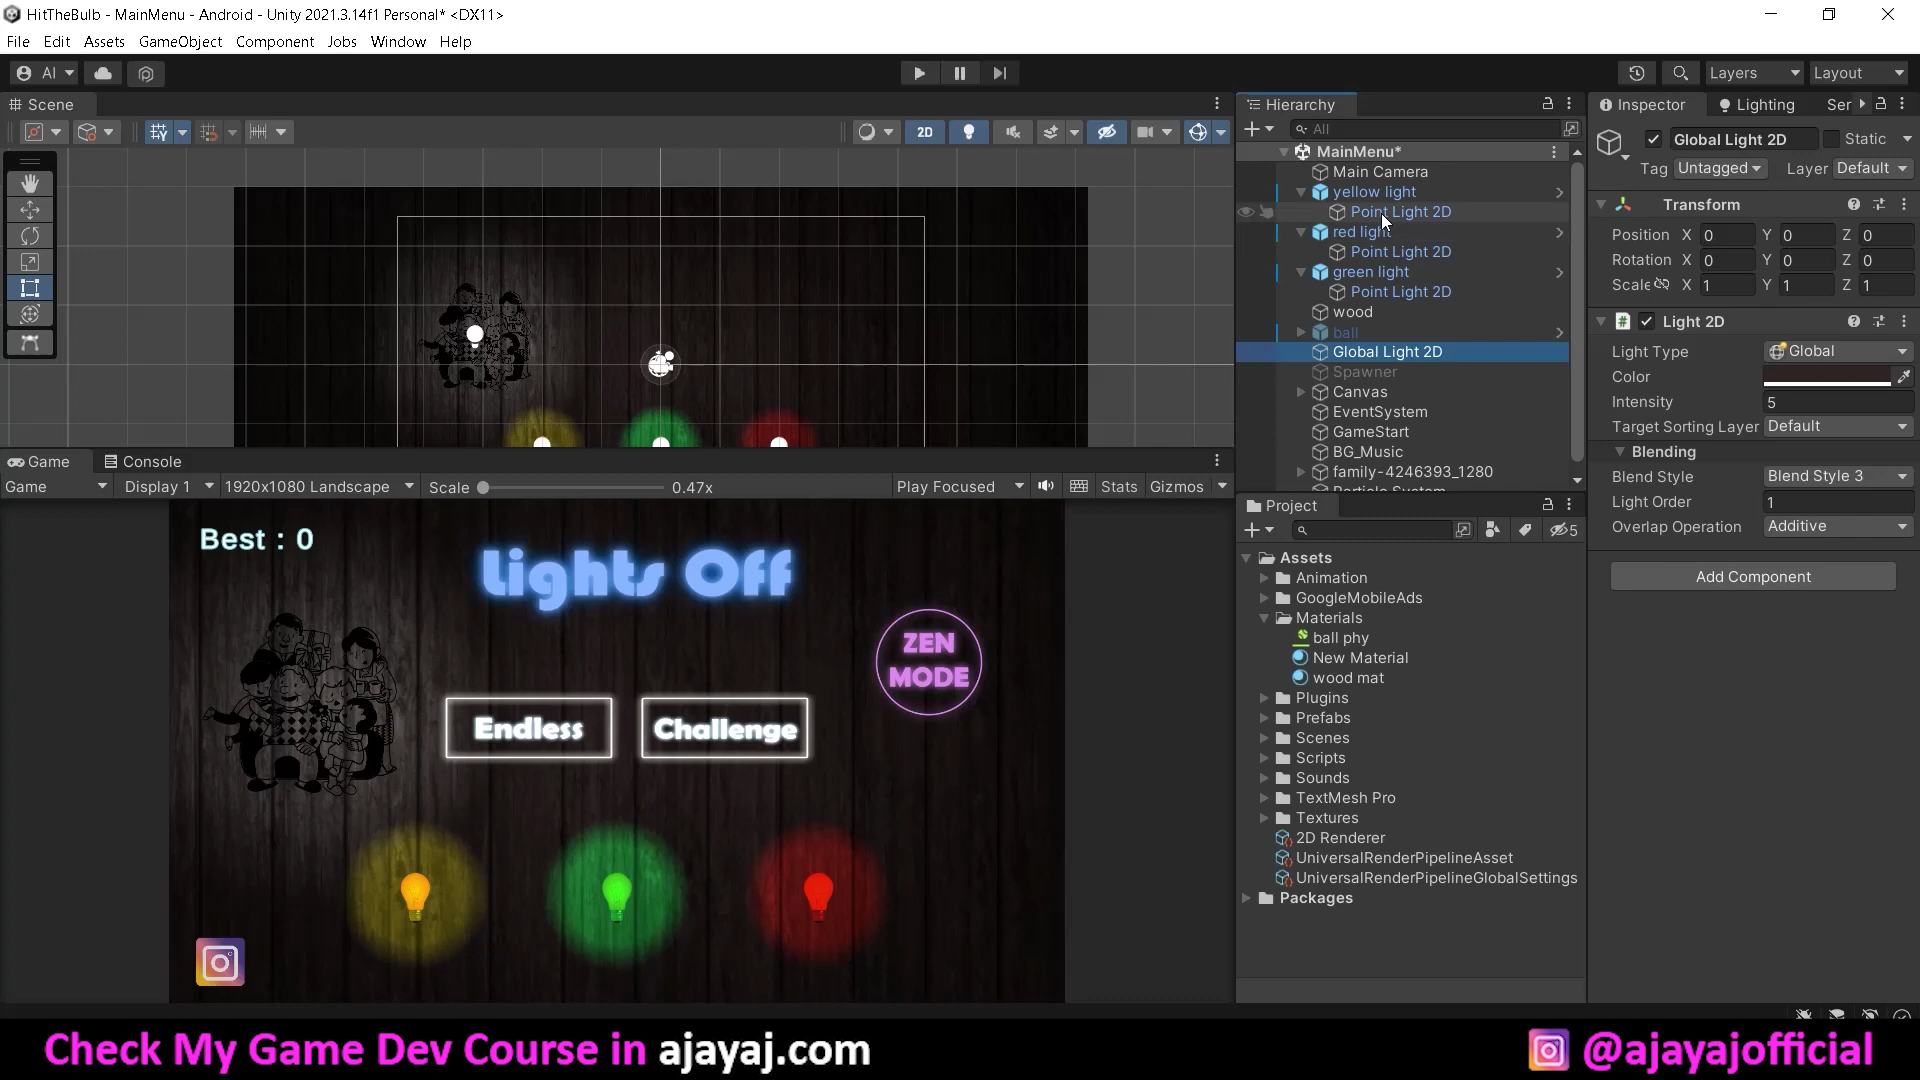 HitTheBulb - MainMenu - Android - Unity 2021.3.14f1 Personal* <DX11>
File Edit Assets GameObject Component Jobs Window Help
AI Layers Layout
Scene
2D
Hierarchy
All
MainMenu*
Main Camera
yellow light
Point Light 2D
red light
Point Light 2D
green light
Point Light 2D
wood
ball
Global Light 2D
Spawner
Canvas
EventSystem
GameStart
BG_Music
family-4246393_1280
Particle System
Inspector Lighting Ser
Global Light 2D Static
Tag Untagged Layer Default
Transform
Position X 0 Y 0 Z 0
Rotation X 0 Y 0 Z 0
Scale X 1 Y 1 Z 1
Light 2D
Light Type Global
Color
Intensity 5
Target Sorting Layer Default
Blending
Blend Style Blend Style 3
Light Order 1
Overlap Operation Additive
Add Component
Game Console
Game Display 1 1920x1080 Landscape Scale 0.47x Play Focused Stats Gizmos
Best : 0
Lights Off
ZEN
MODE
Endless Challenge
Project
5
Assets
Animation
GoogleMobileAds
Materials
ball phy
New Material
wood mat
Plugins
Prefabs
Scenes
Scripts
Sounds
TextMesh Pro
Textures
2D Renderer
UniversalRenderPipelineAsset
UniversalRenderPipelineGlobalSettings
Packages
Check My Game Dev Course in ajayaj.com
@ajayajofficial